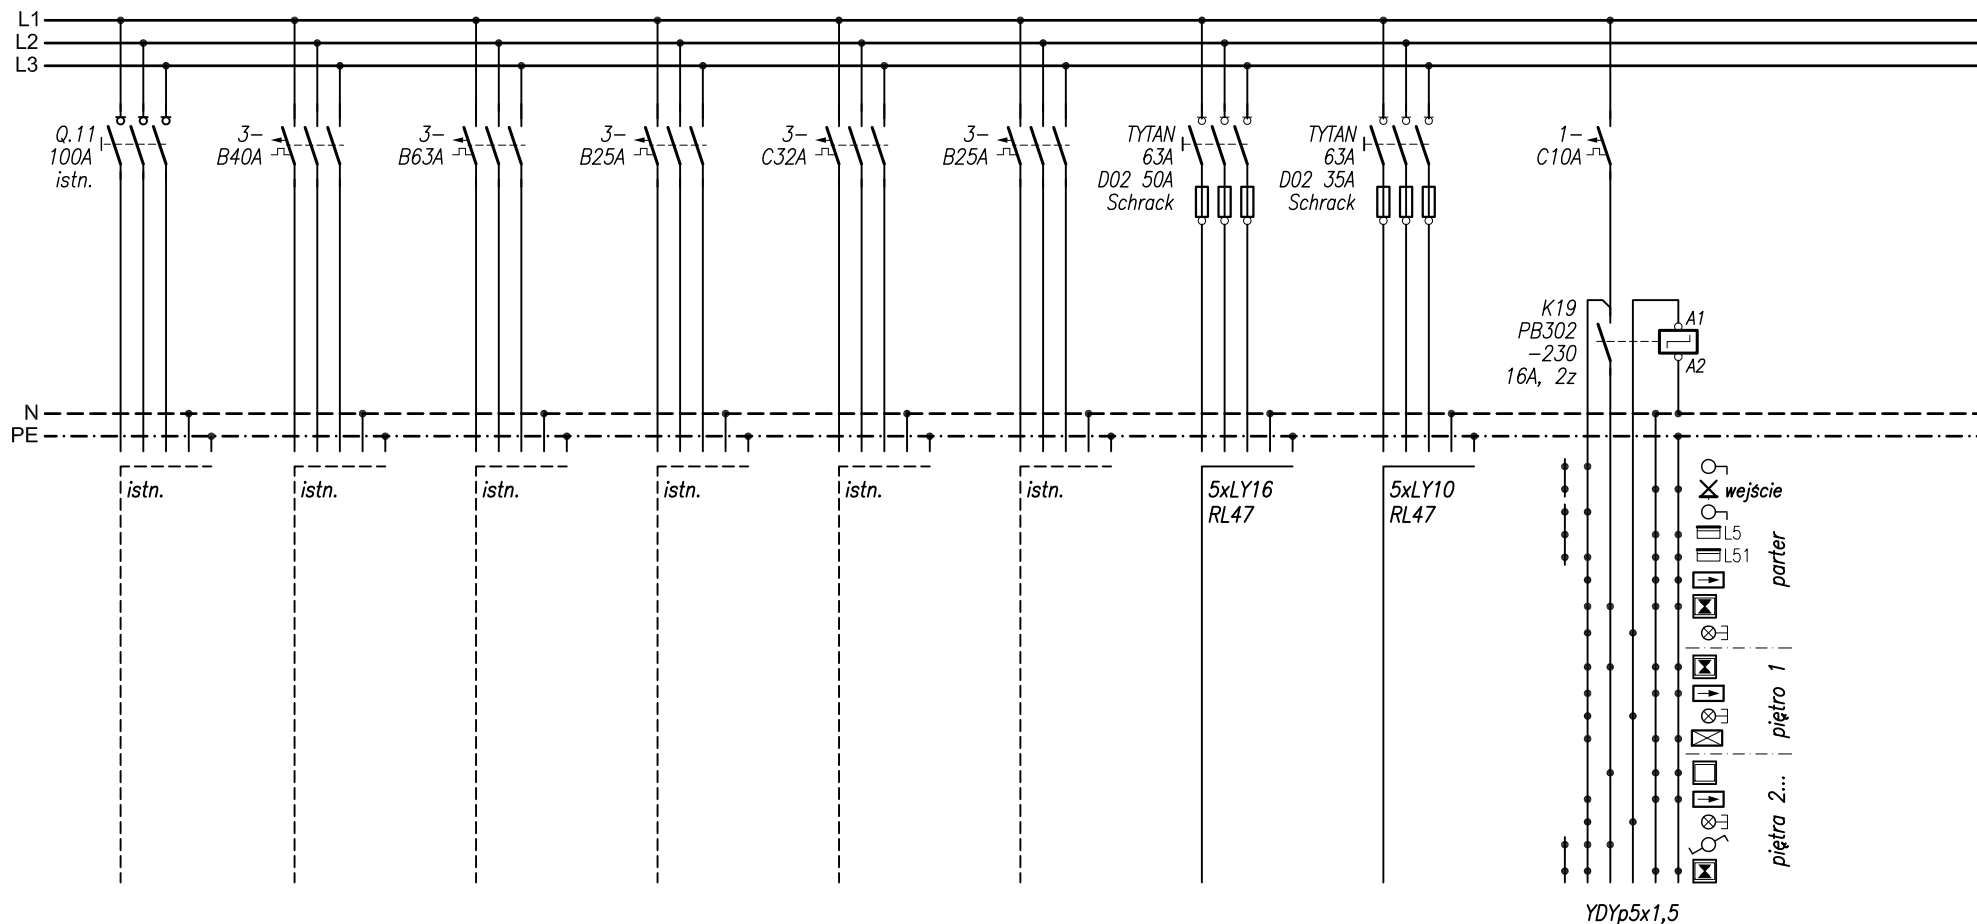 L1
L2
L3
Q.11
100A
istn.
3-
B40A
3-
B63A
3-
B25A
3-
C32A
3-
B25A
TYTAN
63A
D02 50A
Schrack
TYTAN
63A
D02 35A
Schrack
1-
C10A
K19
PB302
-230
16A, 2z
A1
A2
N
PE
istn.
istn.
istn.
istn.
istn.
istn.
5xLY16
RL47
5xLY10
RL47
wejście
L5
L51
parter
piętro 1
piętra 2...
YDYp5x1,5